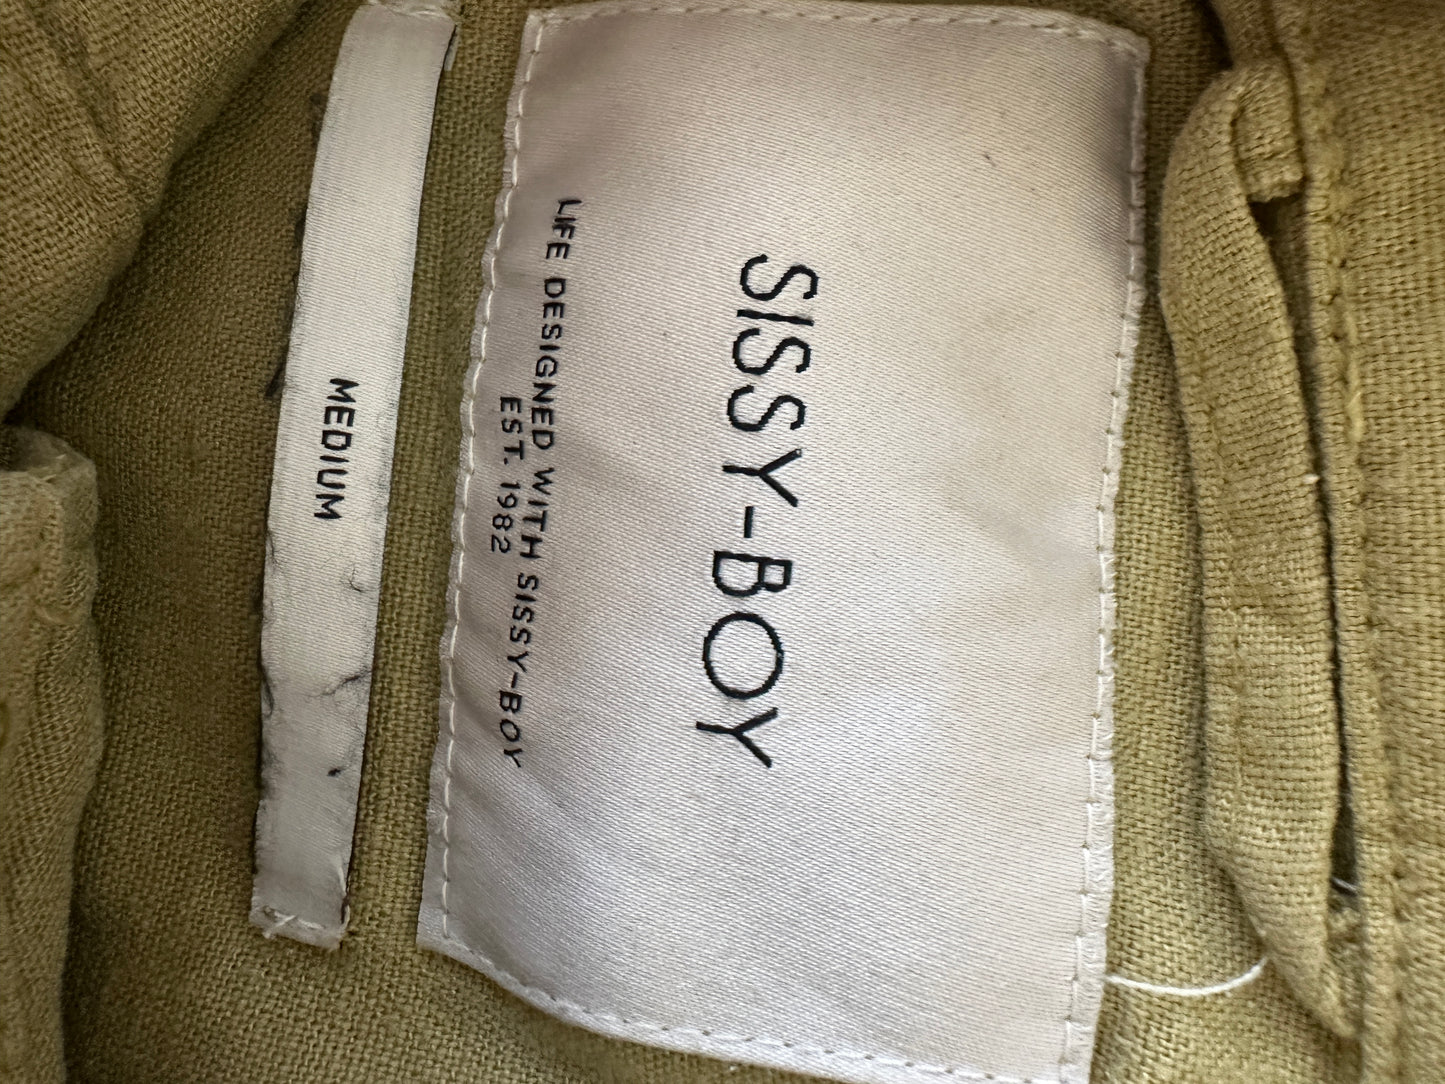 SISSY-BOY
LIFE DESIGNED WITH SISSY-BOY
EST. 1982
MEDIUM